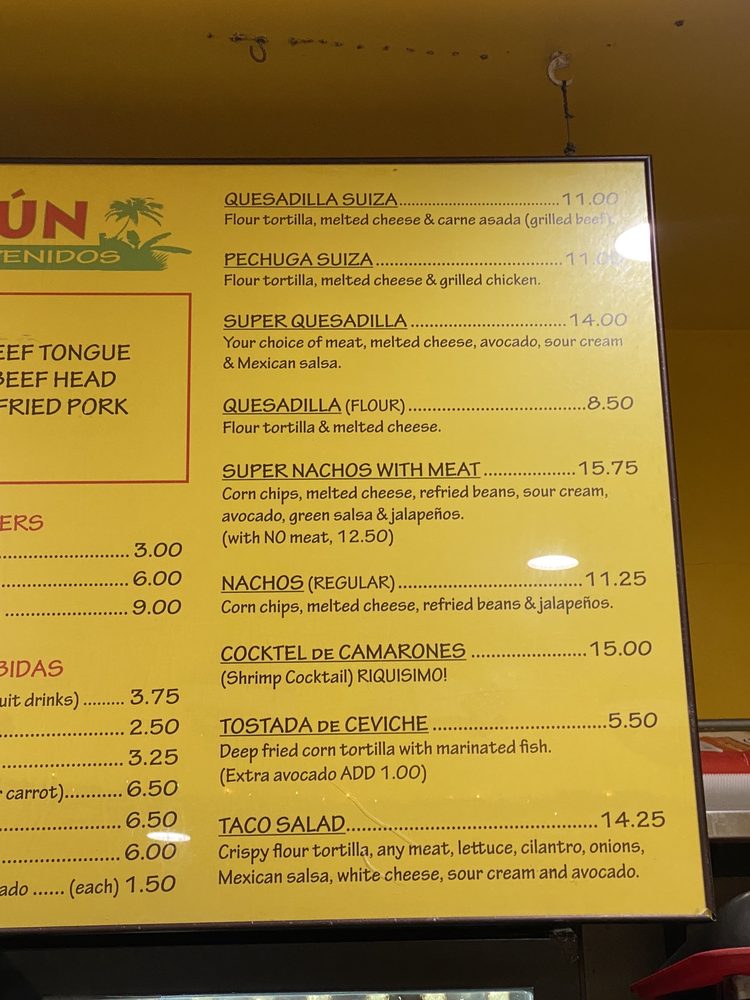 ÚN
VENIDOS
EEF TONGUE
BEEF HEAD
FRIED PORK
ERS
............................ 3.00
............................ 6.00
............................ 9.00
BIDAS
uit drinks) ......... 3.75
............................ 2.50
............................ 3.25
r carrot)........... 6.50
............................ 6.50
............................ 6.00
ado ...... (each) 1.50
QUESADILLA SUIZA........................................11.00
Flour tortilla, melted cheese & carne asada (grilled beef).
PECHUGA SUIZA........................................11.00
Flour tortilla, melted cheese & grilled chicken.
SUPER QUESADILLA ..................................14.00
Your choice of meat, melted cheese, avocado, sour cream
& Mexican salsa.
QUESADILLA (FLOUR)......................................8.50
Flour tortilla & melted cheese.
SUPER NACHOS WITH MEAT...................15.75
Corn chips, melted cheese, refried beans, sour cream,
avocado, green salsa & jalapeños.
(with NO meat, 12.50)
NACHOS (REGULAR).....................................11.25
Corn chips, melted cheese, refried beans & jalapeños.
COCKTEL DE CAMARONES .......................15.00
(Shrimp Cocktail) RIQUISIMO!
TOSTADA DE CEVICHE ..................................5.50
Deep fried corn tortilla with marinated fish.
(Extra avocado ADD 1.00)
TACO SALAD.................................................14.25
Crispy flour tortilla, any meat, lettuce, cilantro, onions,
Mexican salsa, white cheese, sour cream and avocado.